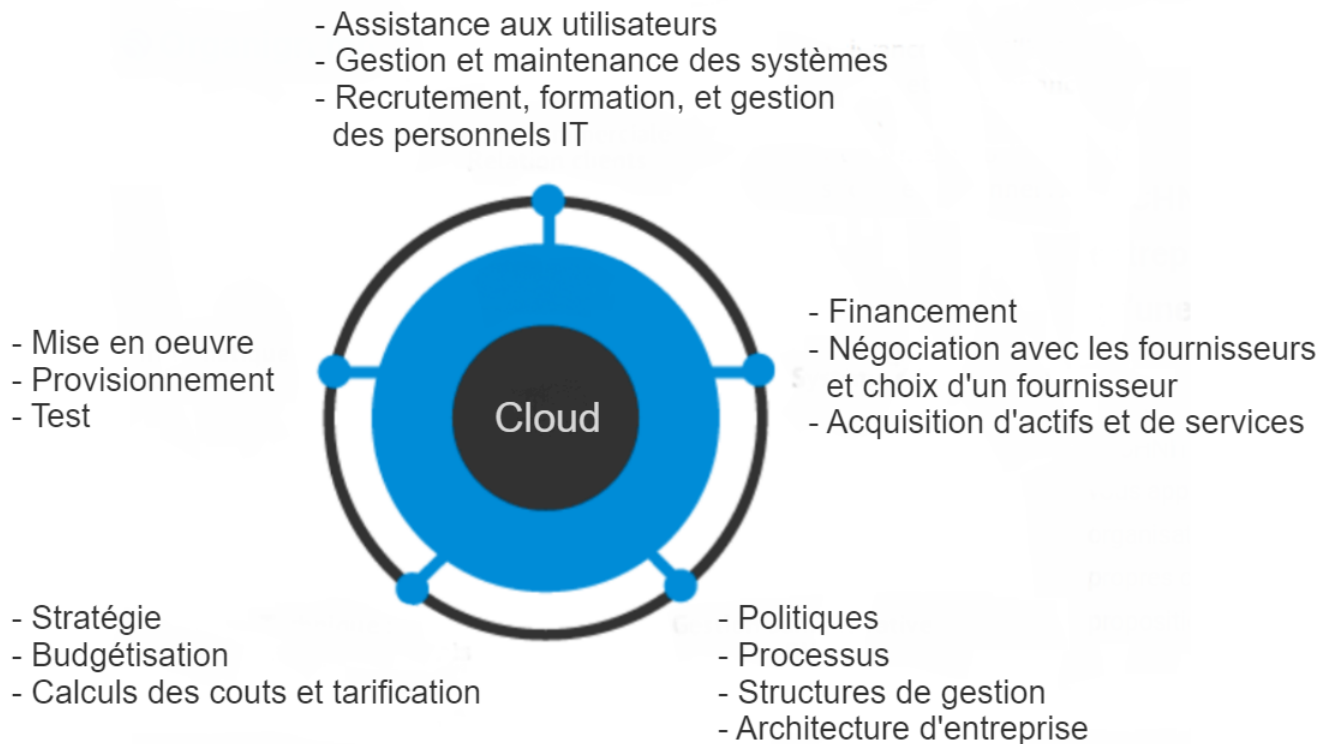 - Assistance aux utilisateurs
- Gestion et maintenance des systèmes
- Recrutement, formation, et gestion
des personnels IT
- Mise en oeuvre
- Provisionnement
- Test
Cloud
- Financement
- Négociation avec les fournisseurs
et choix d'un fournisseur
- Acquisition d'actifs et de services
- Stratégie
- Budgétisation
- Calculs des couts et tarification
- Politiques
- Processus
- Structures de gestion
- Architecture d'entreprise